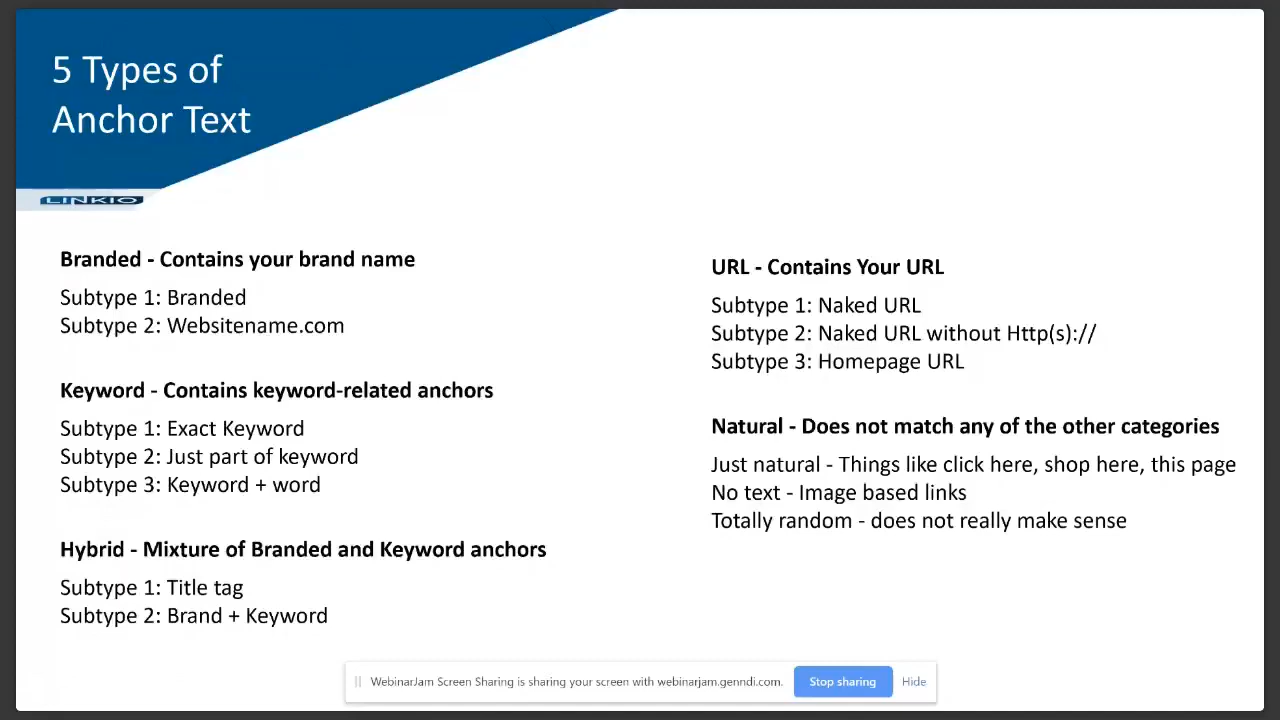 5 Types of
Anchor Text
LINKIO
Branded - Contains your brand name
Subtype 1: Branded
Subtype 2: Websitename.com
Keyword - Contains keyword-related anchors
Subtype 1: Exact Keyword
Subtype 2: Just part of keyword
Subtype 3: Keyword + word
Hybrid - Mixture of Branded and Keyword anchors
Subtype 1: Title tag
Subtype 2: Brand + Keyword
URL - Contains Your URL
Subtype 1: Naked URL
Subtype 2: Naked URL without Http(s)://
Subtype 3: Homepage URL
Natural - Does not match any of the other categories
Just natural - Things like click here, shop here, this page
No text - Image based links
Totally random - does not really make sense
WebinarJam Screen Sharing is sharing your screen with webinarjam.genndi.com.
Stop sharing
Hide